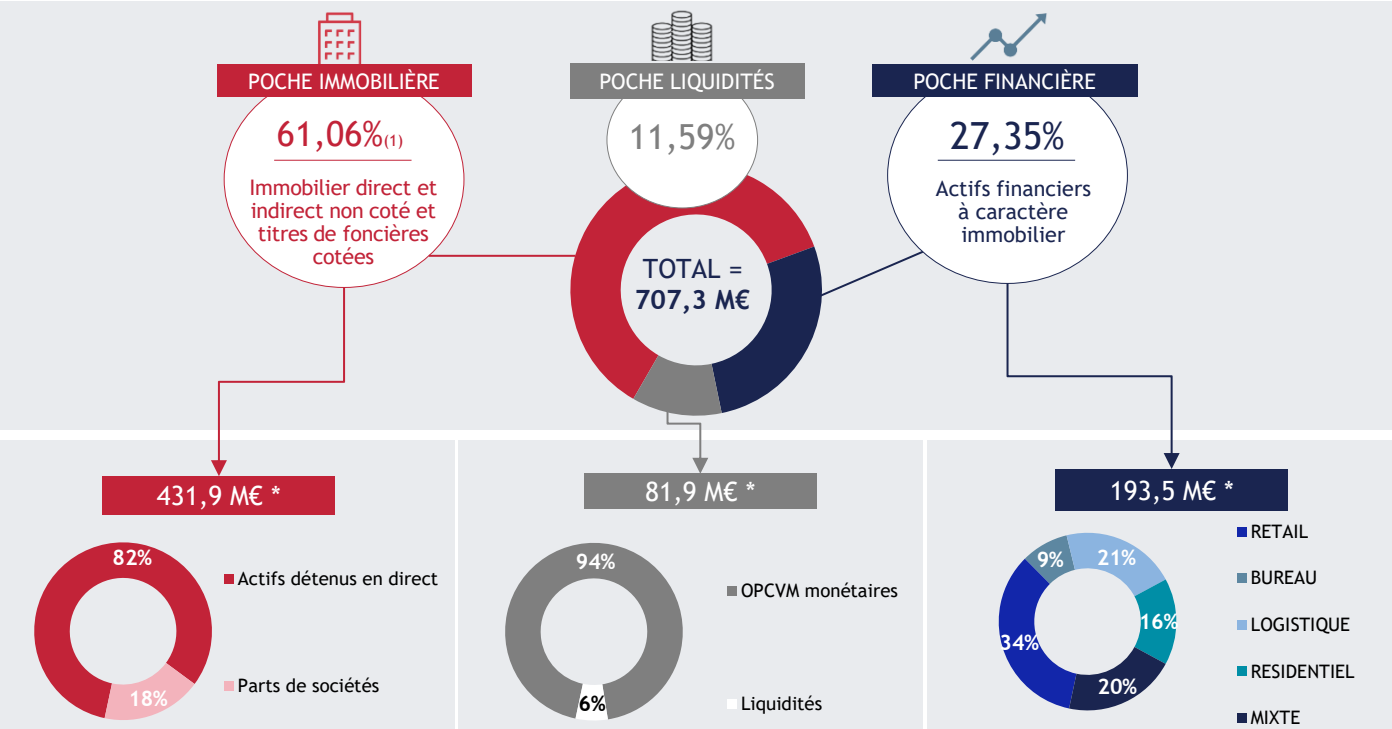 POCHE IMMOBILIÈRE
61,06%(1)
Immobilier direct et
indirect non coté et
titres de foncières
cotées
POCHE LIQUIDITÉS
11,59%
POCHE FINANCIÈRE
27,35%
Actifs financiers
à caractère
immobilier
TOTAL =
707,3 M€
431,9 M€ *
82%
18%
Actifs détenus en direct
Parts de sociétés
81,9 M€ *
94%
6%
OPCVM monétaires
Liquidités
193,5 M€ *
9%
21%
16%
34%
20%
RETAIL
BUREAU
LOGISTIQUE
RESIDENTIEL
MIXTE